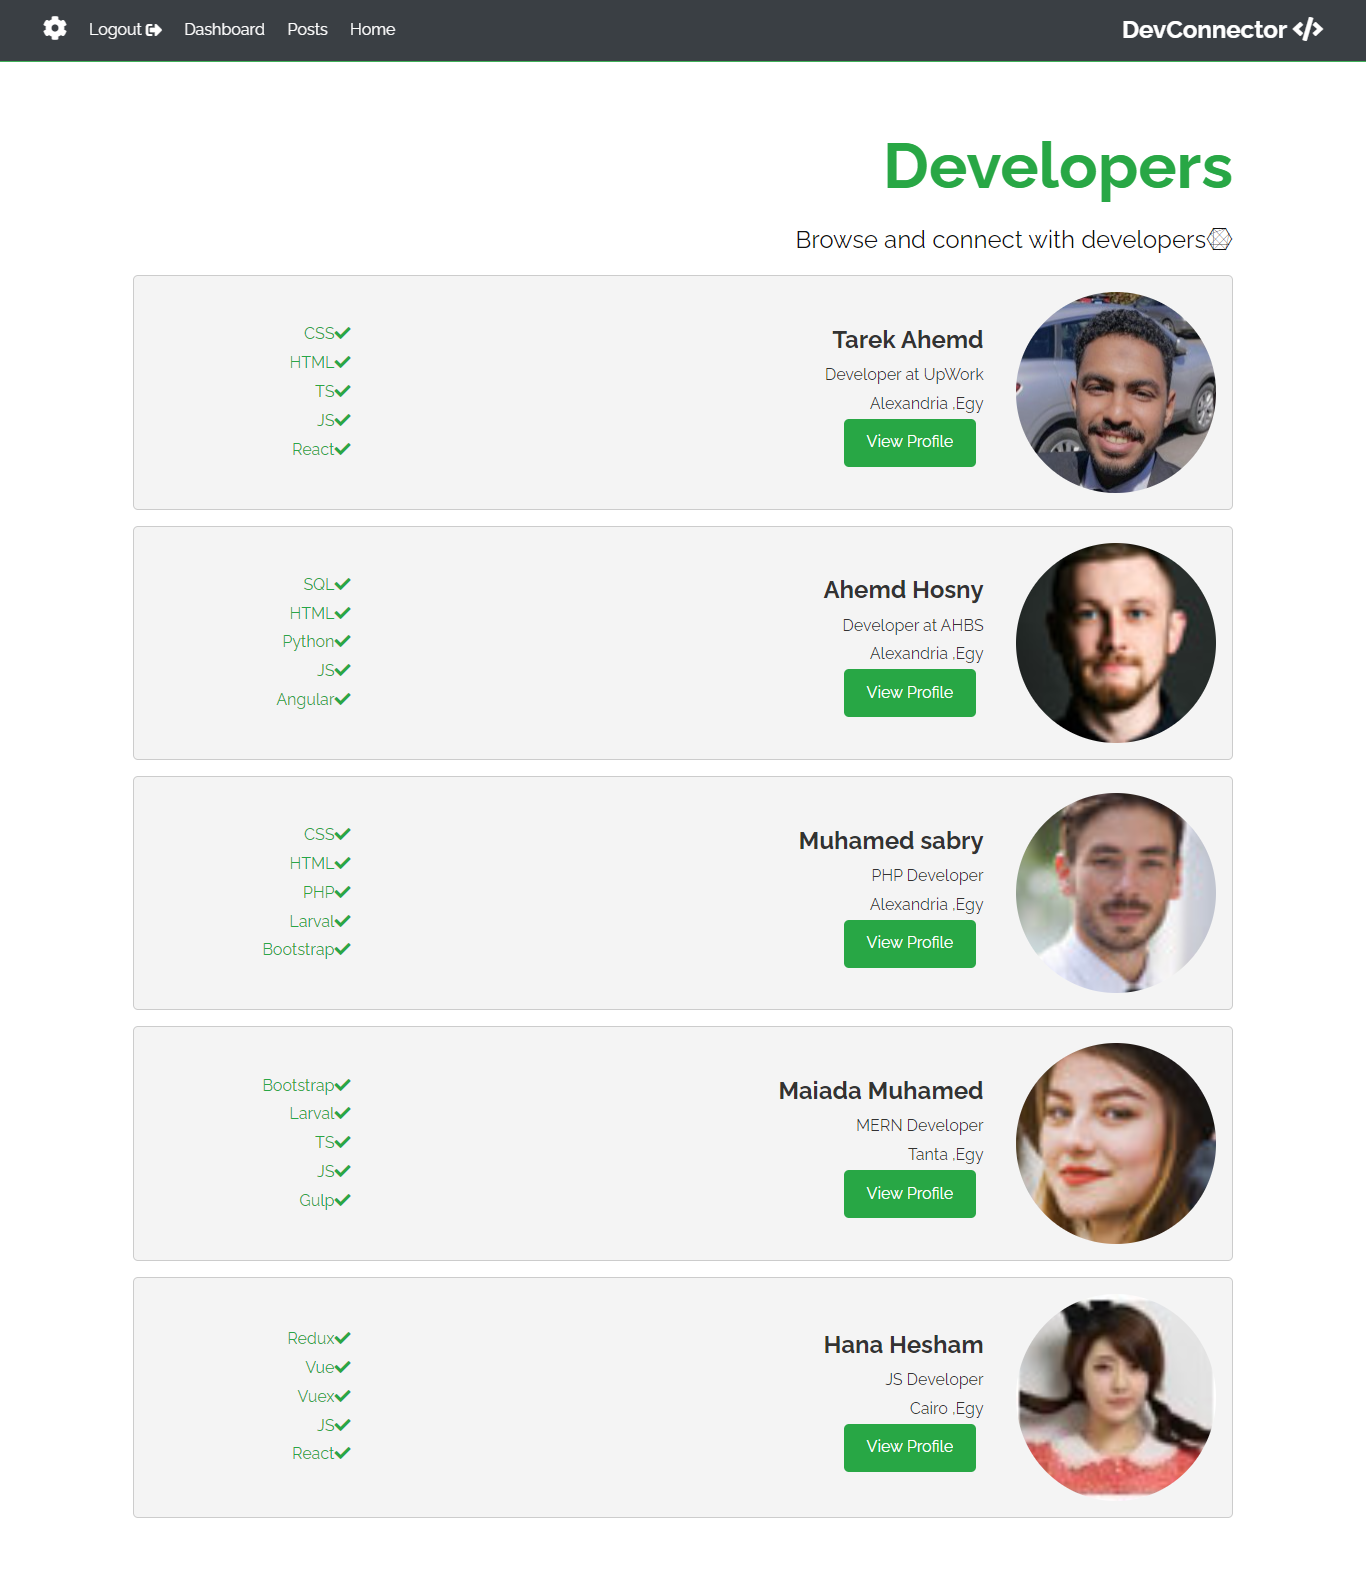 Logout Dashboard Posts Home DevConnector
Developers
Browse and connect with developers
Tarek Ahemd
Developer at UpWork
Alexandria ,Egy
View Profile
CSS
HTML
TS
JS
React
Ahemd Hosny
Developer at AHBS
Alexandria ,Egy
View Profile
SQL
HTML
Python
JS
Angular
Muhamed sabry
PHP Developer
Alexandria ,Egy
View Profile
CSS
HTML
PHP
Larval
Bootstrap
Maiada Muhamed
MERN Developer
Tanta ,Egy
View Profile
Bootstrap
Larval
TS
JS
Gulp
Hana Hesham
JS Developer
Cairo ,Egy
View Profile
Redux
Vue
Vuex
JS
React